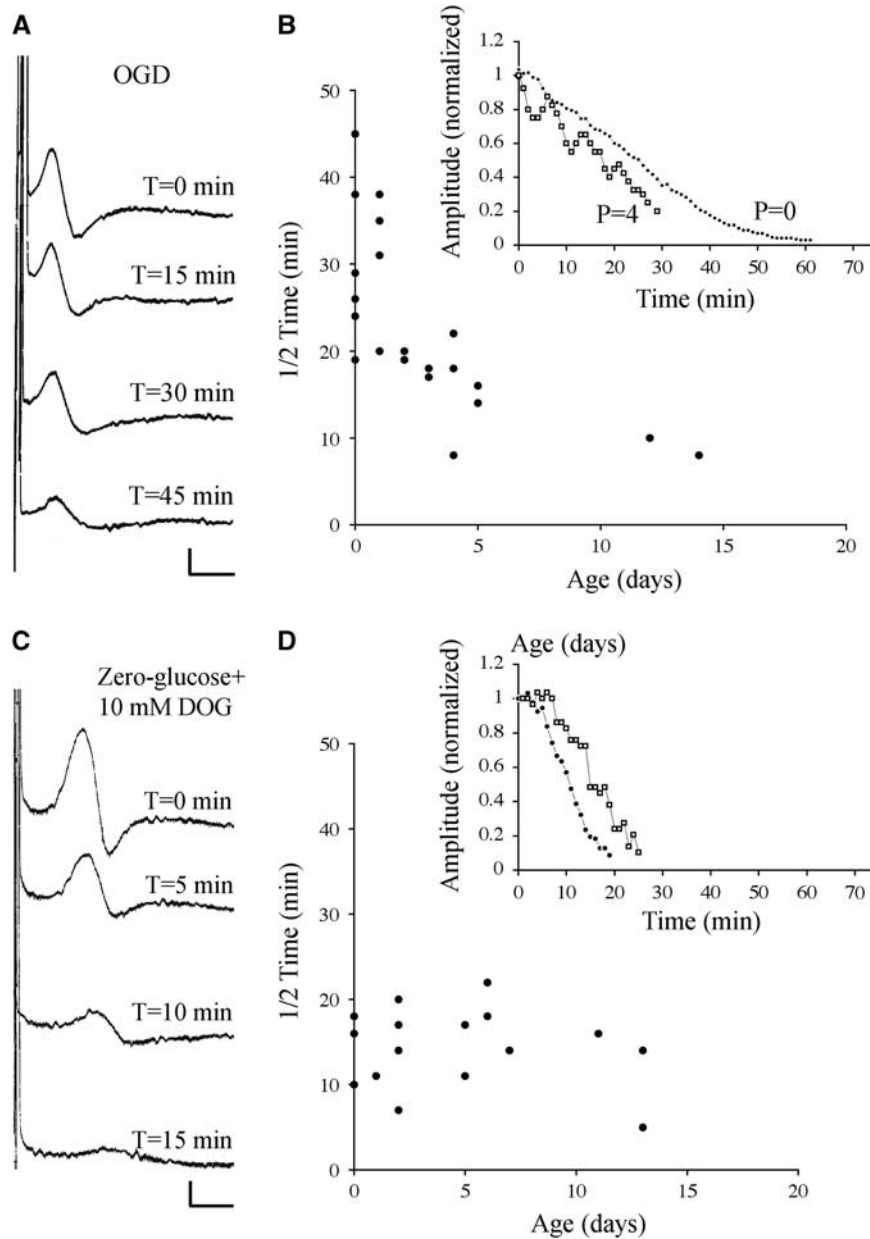 A
OGD
T=0 min
T=15 min
T=30 min
T=45 min
B
1/2 Time (min)
50
40
30
20
10
0
0 5 10 15 20
Age (days)
Amplitude (normalized)
1.2
1
0.8
0.6
0.4
0.2
0
P=4
P=0
0 10 20 30 40 50 60 70
Time (min)
C
Zero-glucose+
10 mM DOG
T=0 min
T=5 min
T=10 min
T=15 min
D
1/2 Time (min)
50
40
30
20
10
0
0 5 10 15 20
Age (days)
Age (days)
Amplitude (normalized)
1.2
1
0.8
0.6
0.4
0.2
0
0 10 20 30 40 50 60 70
Time (min)